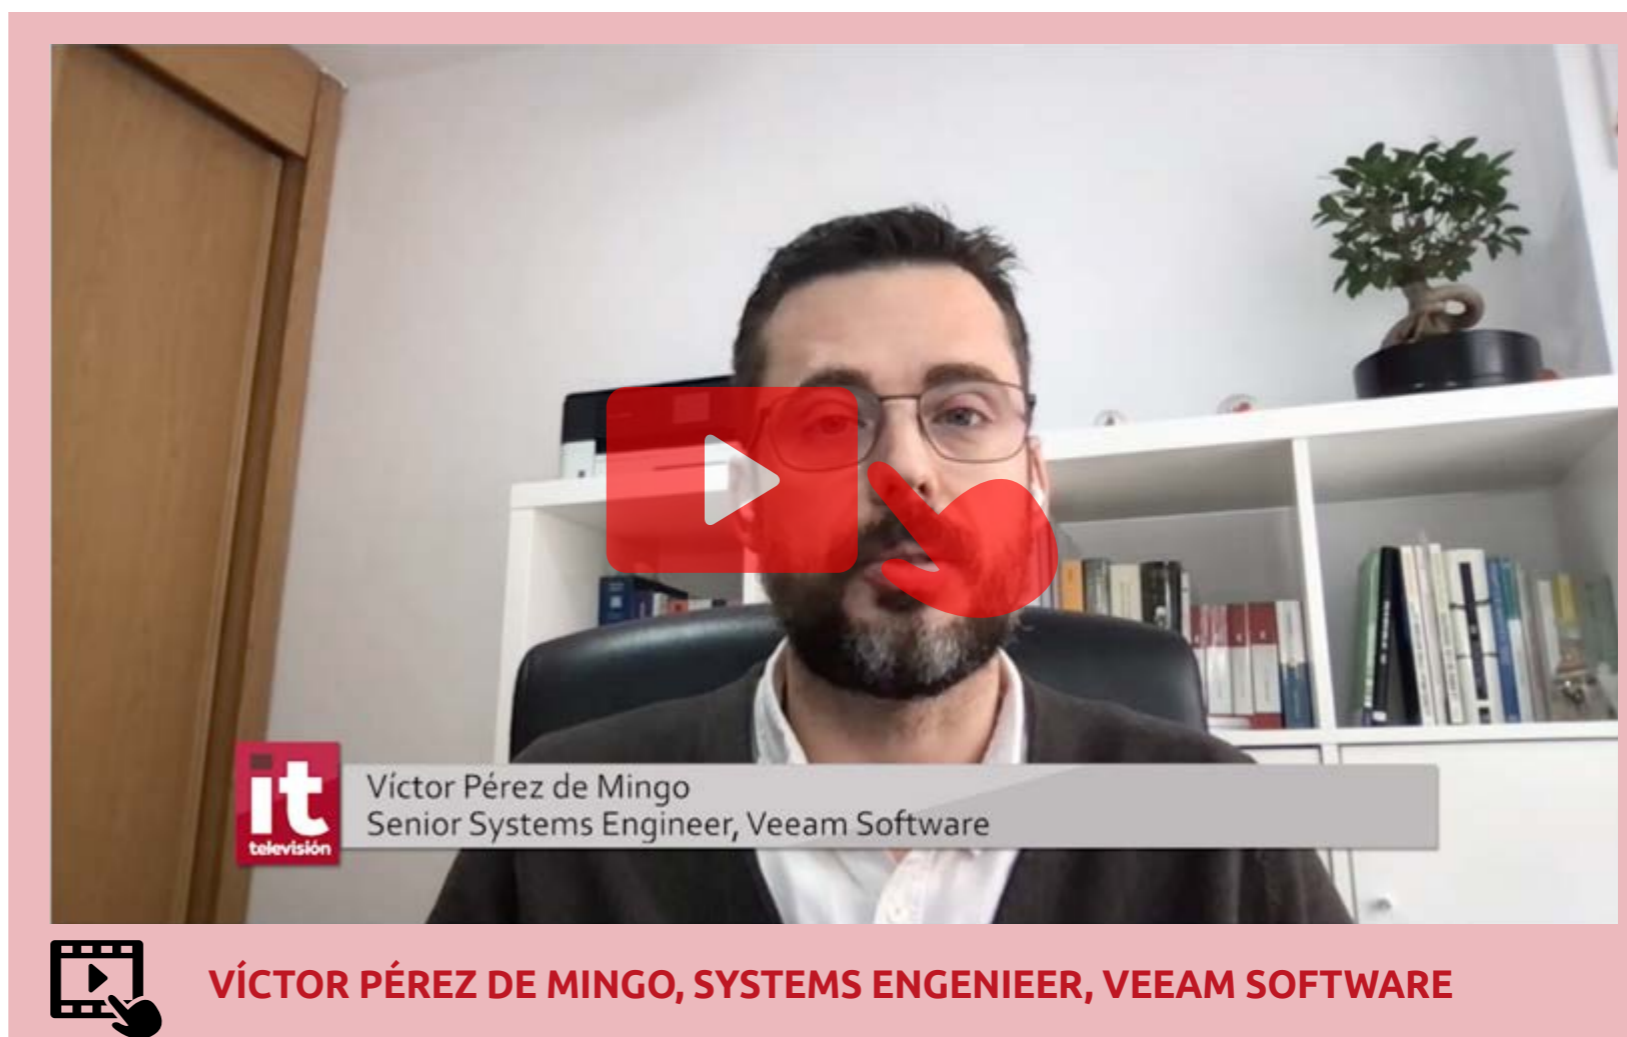 it
televisión
Víctor Pérez de Mingo
Senior Systems Engineer, Veeam Software
VÍCTOR PÉREZ DE MINGO, SYSTEMS ENGENIEER, VEEAM SOFTWARE